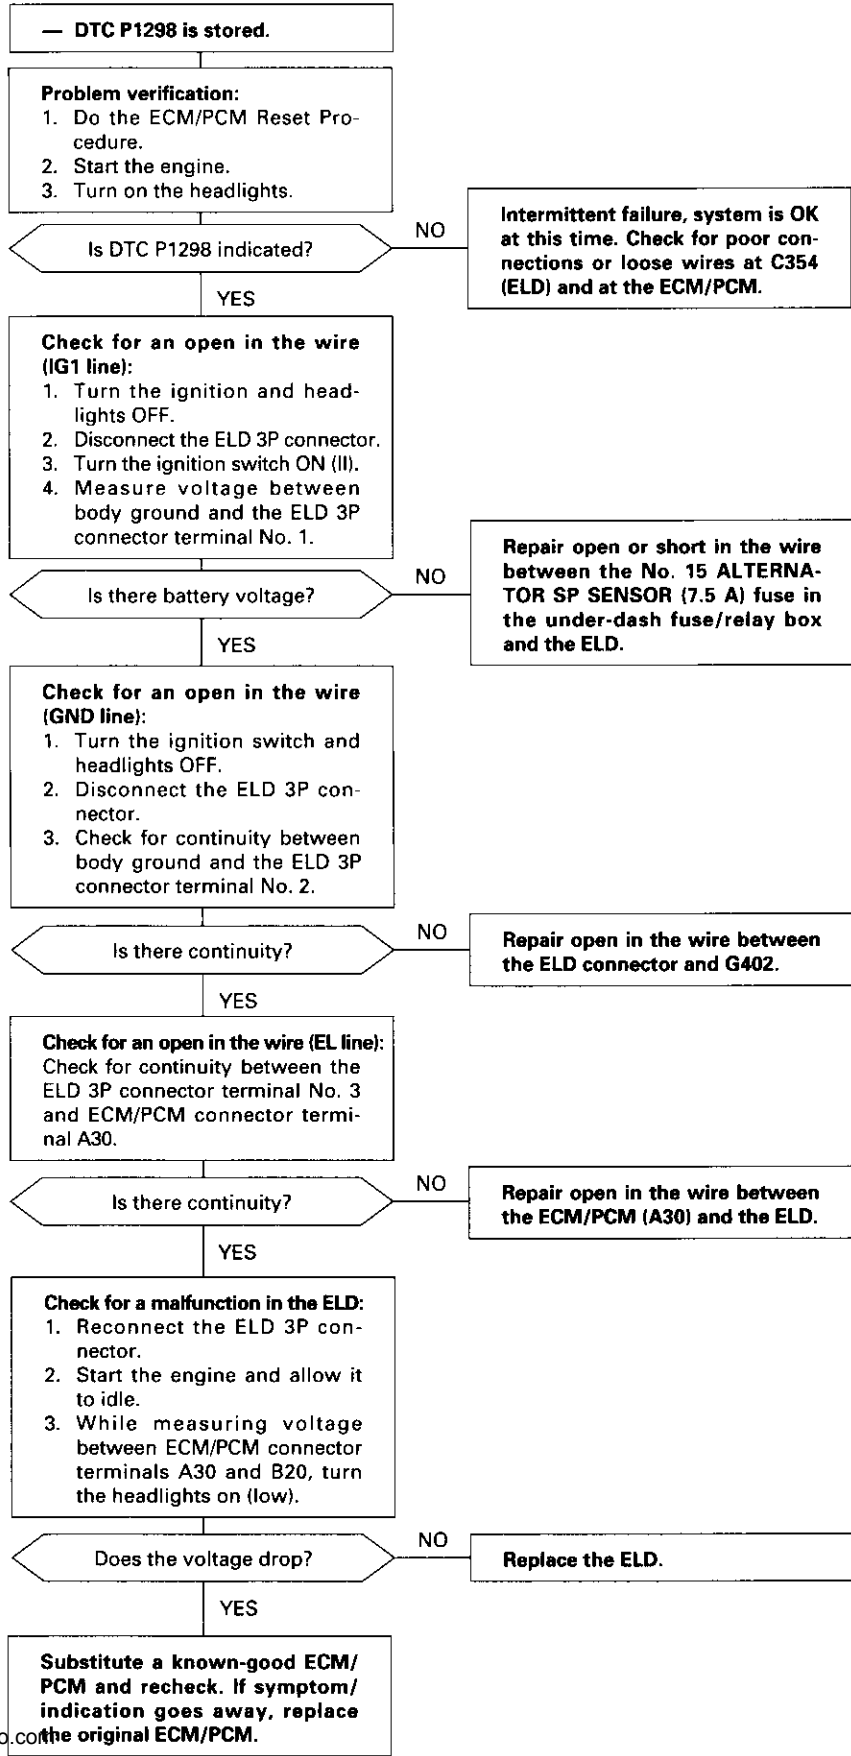 — DTC P1298 is stored.
Problem verification:
1. Do the ECM/PCM Reset Pro-
cedure.
2. Start the engine.
3. Turn on the headlights.
Is DTC P1298 indicated?
NO
Intermittent failure, system is OK
at this time. Check for poor con-
nections or loose wires at C354
(ELD) and at the ECM/PCM.
YES
Check for an open in the wire
(IG1 line):
1. Turn the ignition and head-
lights OFF.
2. Disconnect the ELD 3P connector.
3. Turn the ignition switch ON (II).
4. Measure voltage between
body ground and the ELD 3P
connector terminal No. 1.
Is there battery voltage?
NO
Repair open or short in the wire
between the No. 15 ALTERNA-
TOR SP SENSOR (7.5 A) fuse in
the under-dash fuse/relay box
and the ELD.
YES
Check for an open in the wire
(GND line):
1. Turn the ignition switch and
headlights OFF.
2. Disconnect the ELD 3P con-
nector.
3. Check for continuity between
body ground and the ELD 3P
connector terminal No. 2.
Is there continuity?
NO
Repair open in the wire between
the ELD connector and G402.
YES
Check for an open in the wire (EL line):
Check for continuity between the
ELD 3P connector terminal No. 3
and ECM/PCM connector termi-
nal A30.
Is there continuity?
NO
Repair open in the wire between
the ECM/PCM (A30) and the ELD.
YES
Check for a malfunction in the ELD:
1. Reconnect the ELD 3P con-
nector.
2. Start the engine and allow it
to idle.
3. While measuring voltage
between ECM/PCM connector
terminals A30 and B20, turn
the headlights on (low).
Does the voltage drop?
NO
Replace the ELD.
YES
Substitute a known-good ECM/
PCM and recheck. If symptom/
indication goes away, replace
the original ECM/PCM.
o.com